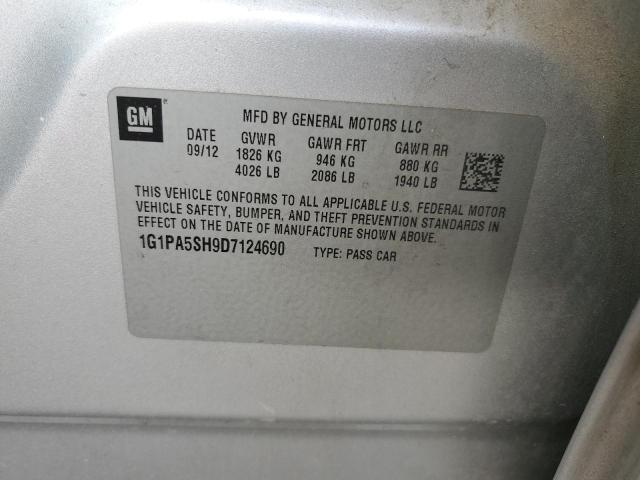 GM
MFD BY GENERAL MOTORS LLC
DATE GVWR GAWR FRT GAWR RR
09/12 1826 KG 946 KG 880 KG
4026 LB 2086 LB 1940 LB
THIS VEHICLE CONFORMS TO ALL APPLICABLE U.S. FEDERAL MOTOR
VEHICLE SAFETY, BUMPER, AND THEFT PREVENTION STANDARDS IN
EFFECT ON THE DATE OF MANUFACTURE SHOWN ABOVE.
1G1PA5SH9D7124690 TYPE: PASS CAR